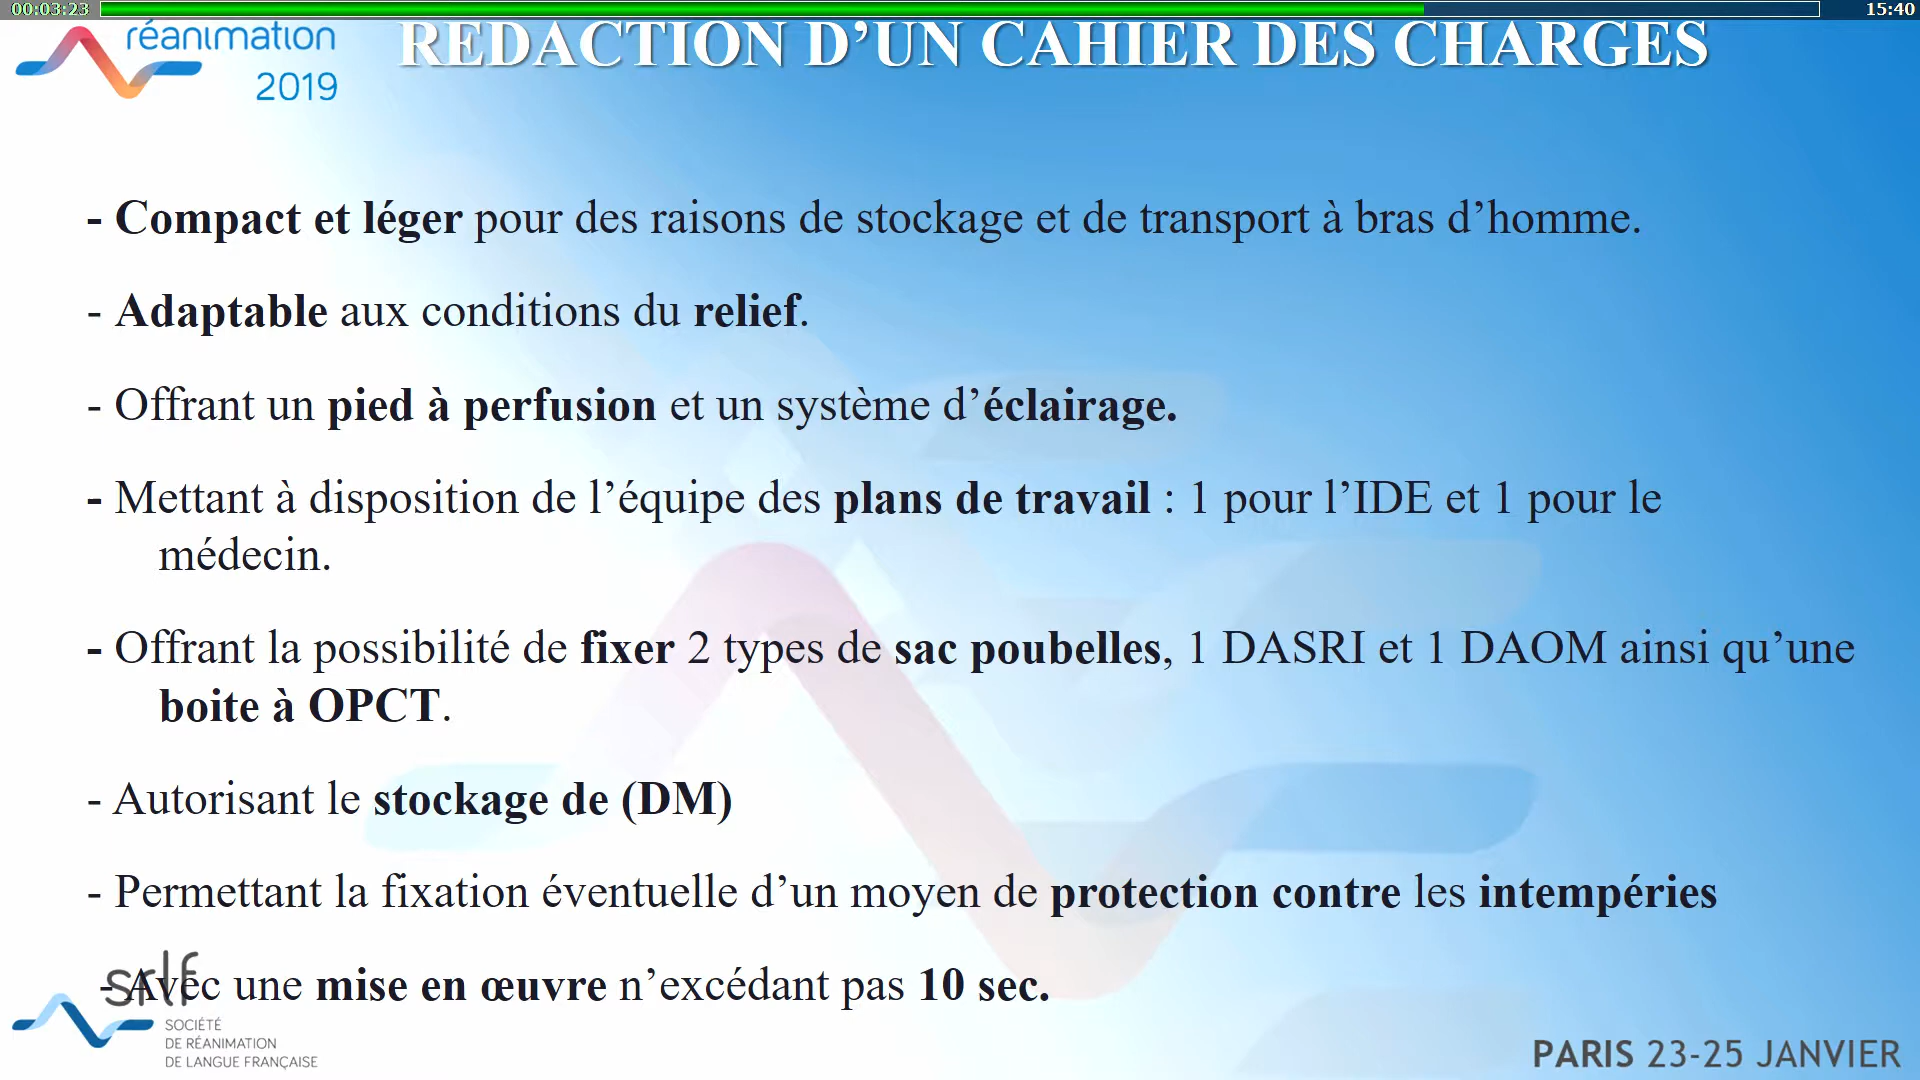 00:03:23
15:40
réanimation
2019
REDACTION D’UN CAHIER DES CHARGES
- Compact et léger pour des raisons de stockage et de transport à bras d’homme.
- Adaptable aux conditions du relief.
- Offrant un pied à perfusion et un système d’éclairage.
- Mettant à disposition de l’équipe des plans de travail : 1 pour l’IDE et 1 pour le
médecin.
- Offrant la possibilité de fixer 2 types de sac poubelles, 1 DASRI et 1 DAOM ainsi qu’une
boite à OPCT.
- Autorisant le stockage de (DM)
- Permettant la fixation éventuelle d’un moyen de protection contre les intempéries
- Avec une mise en œuvre n’excédant pas 10 sec.
srlf
SOCIÉTÉ
DE RÉANIMATION
DE LANGUE FRANÇAISE
PARIS 23-25 JANVIER